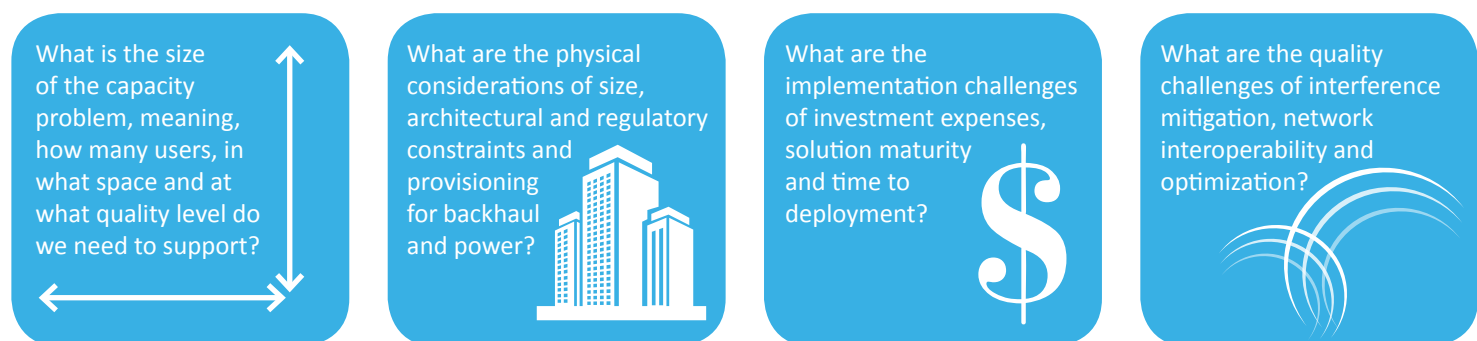 What is the size
of the capacity
problem, meaning,
how many users, in
what space and at
what quality level do
we need to support?
What are the physical
considerations of size,
architectural and regulatory
constraints and
provisioning
for backhaul
and power?
What are the
implementation challenges
of investment expenses,
solution maturity
and time to
deployment?
$
What are the quality
challenges of interference
mitigation, network
interoperability and
optimization?